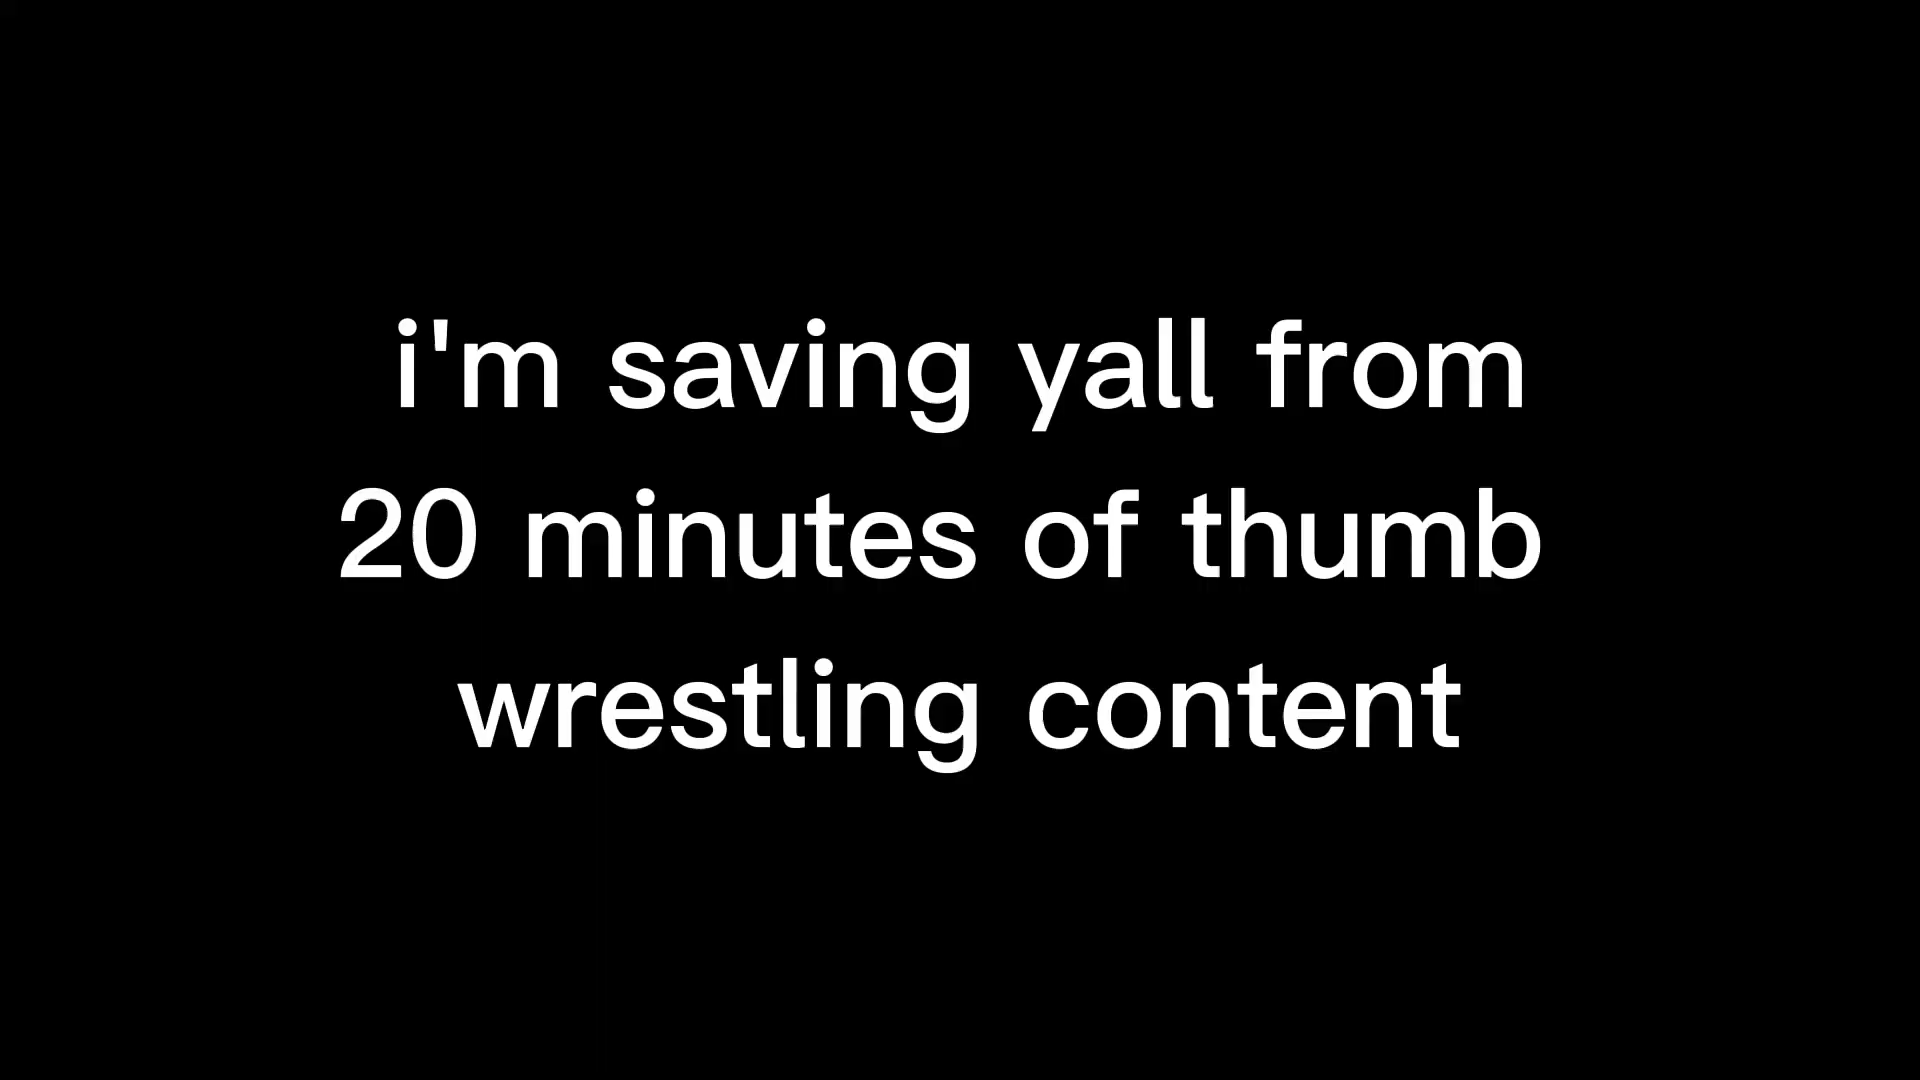 i'm saving yall from
20 minutes of thumb
wrestling content